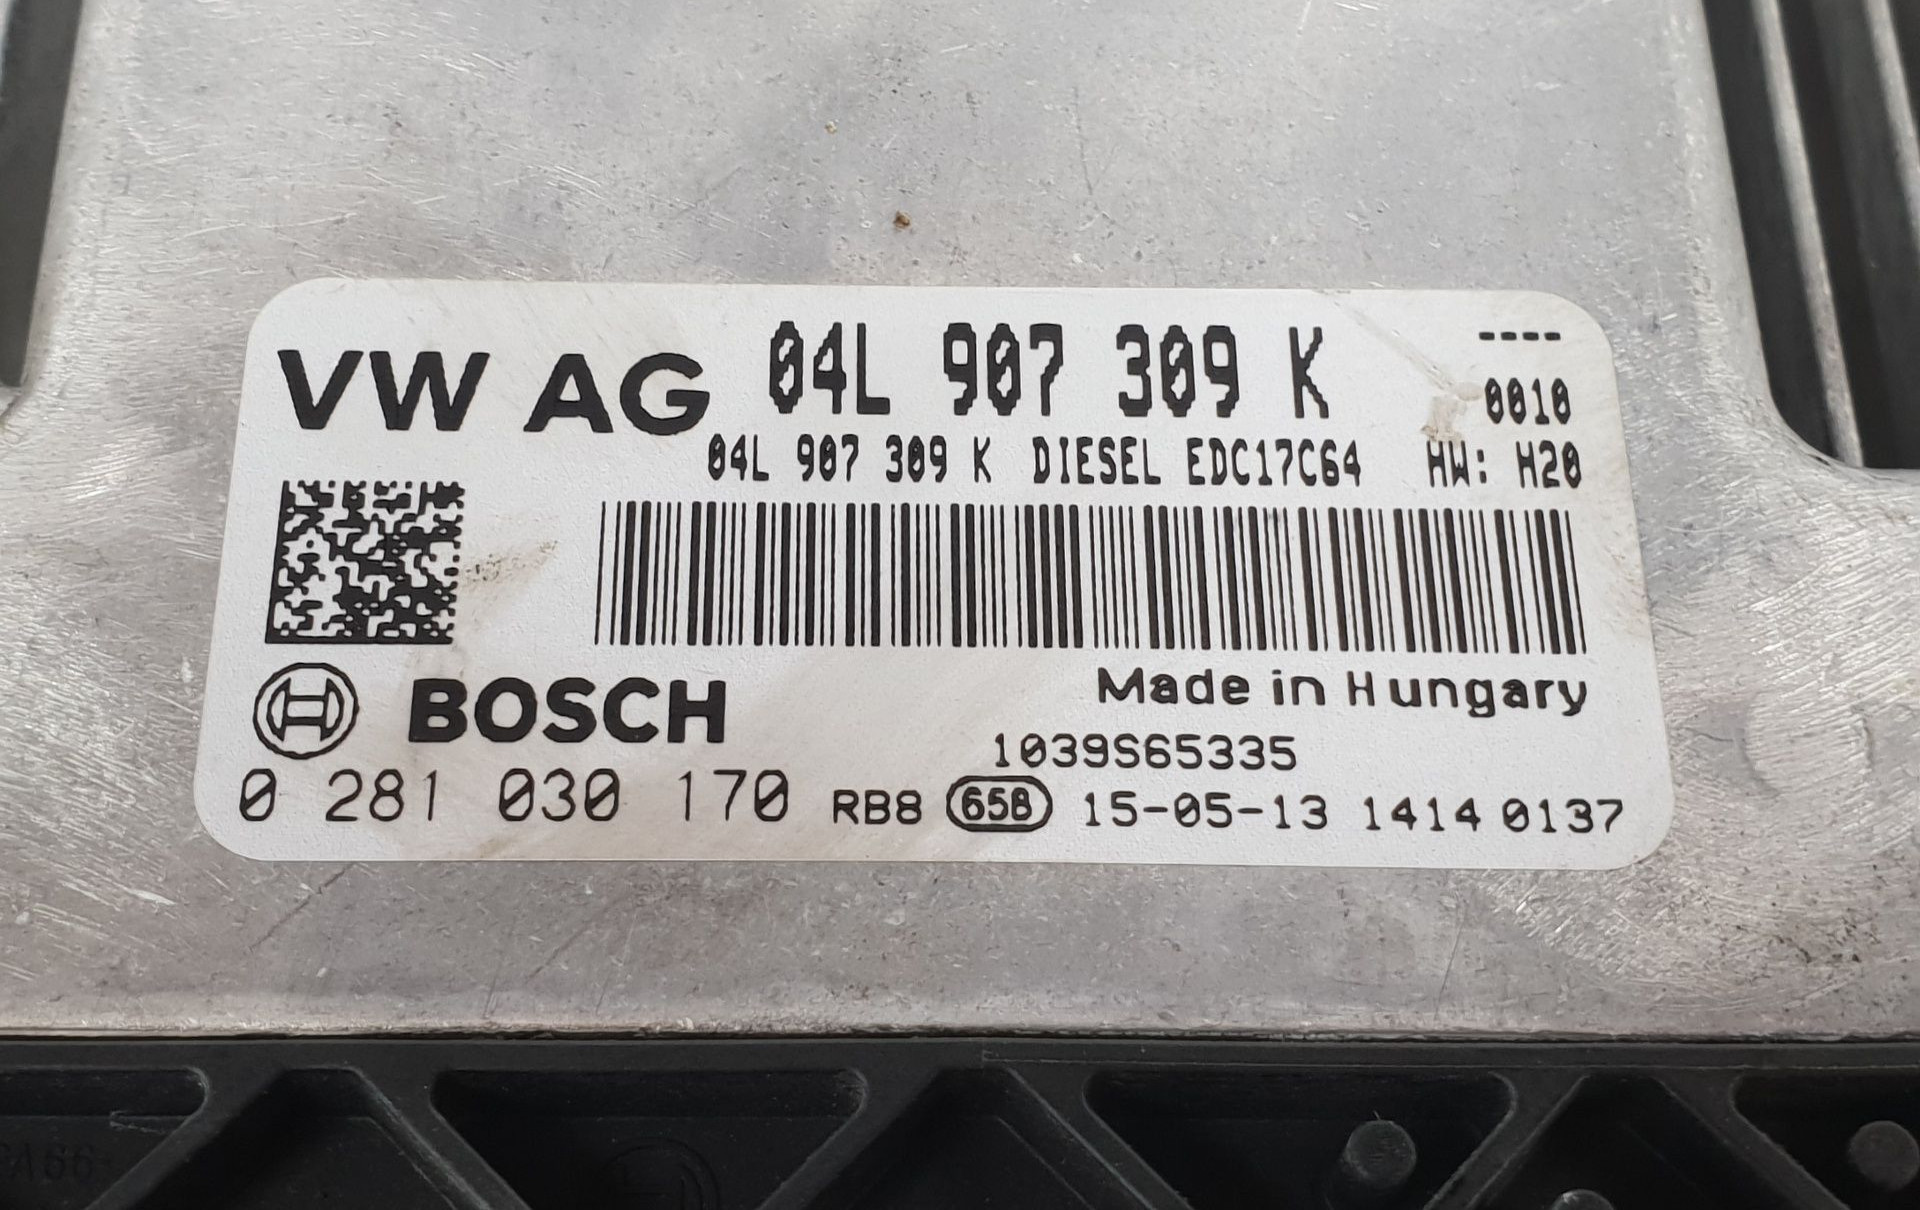 VW AG 04L 907 309 K ----
0010
04L 907 309 K DIESEL EDC17C64 HW: H20
BOSCH
Made in Hungary
1039S65335
0 281 030 170 RB8 65B 15-05-13 1414 0137